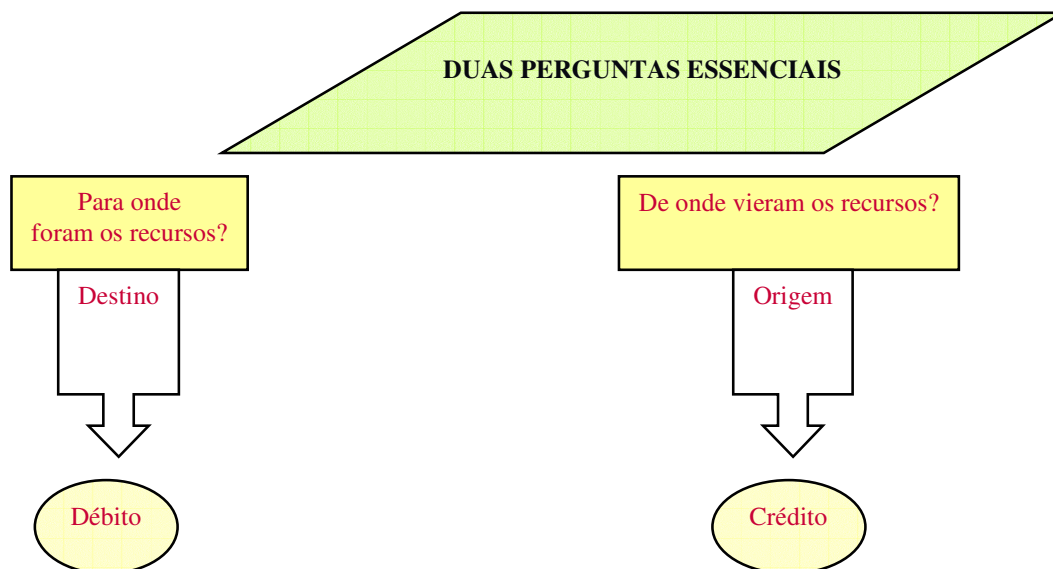 DUAS PERGUNTAS ESSENCIAIS
Para onde
foram os recursos?
De onde vieram os recursos?
Destino
Origem
Débito
Crédito